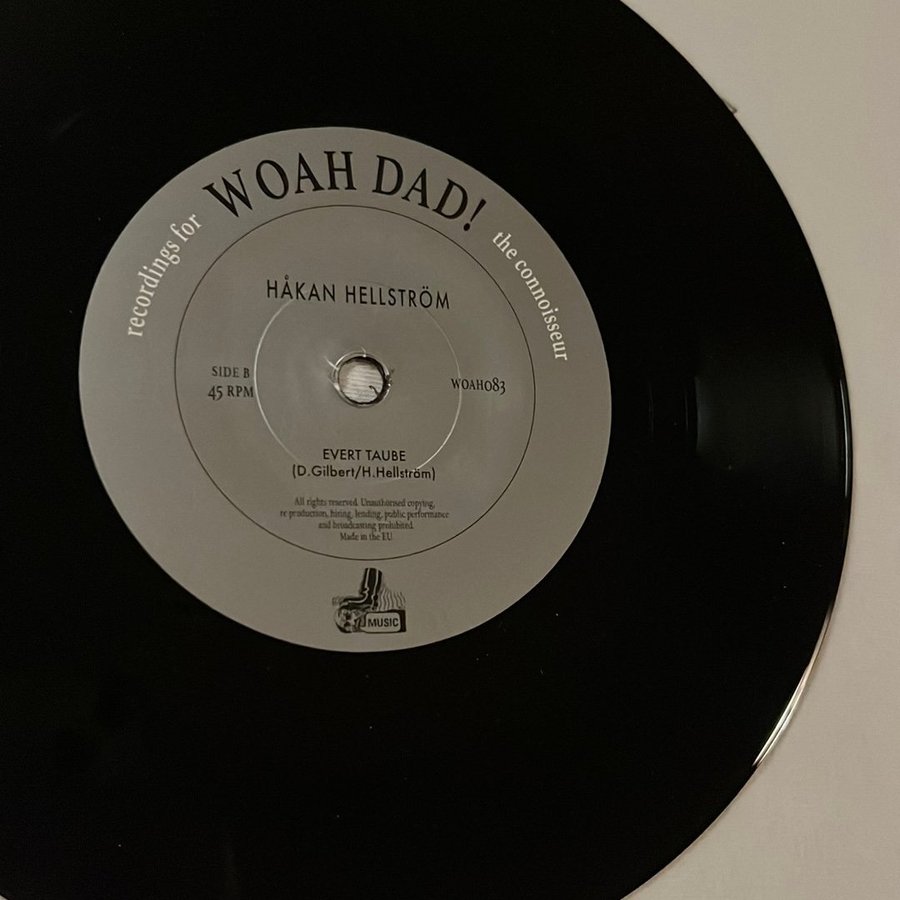 WOAH DAD!
recordings for
the connoisseur
HÅKAN HELLSTRÖM
SIDE B
45 RPM
WOAH083
EVERT TAUBE
(D.Gilbert/H.Hellström)
All rights reserved. Unauthorised copying,
re production, hiring, lending, public performance
and broadcasting prohibited.
Made in the EU.
MUSIC